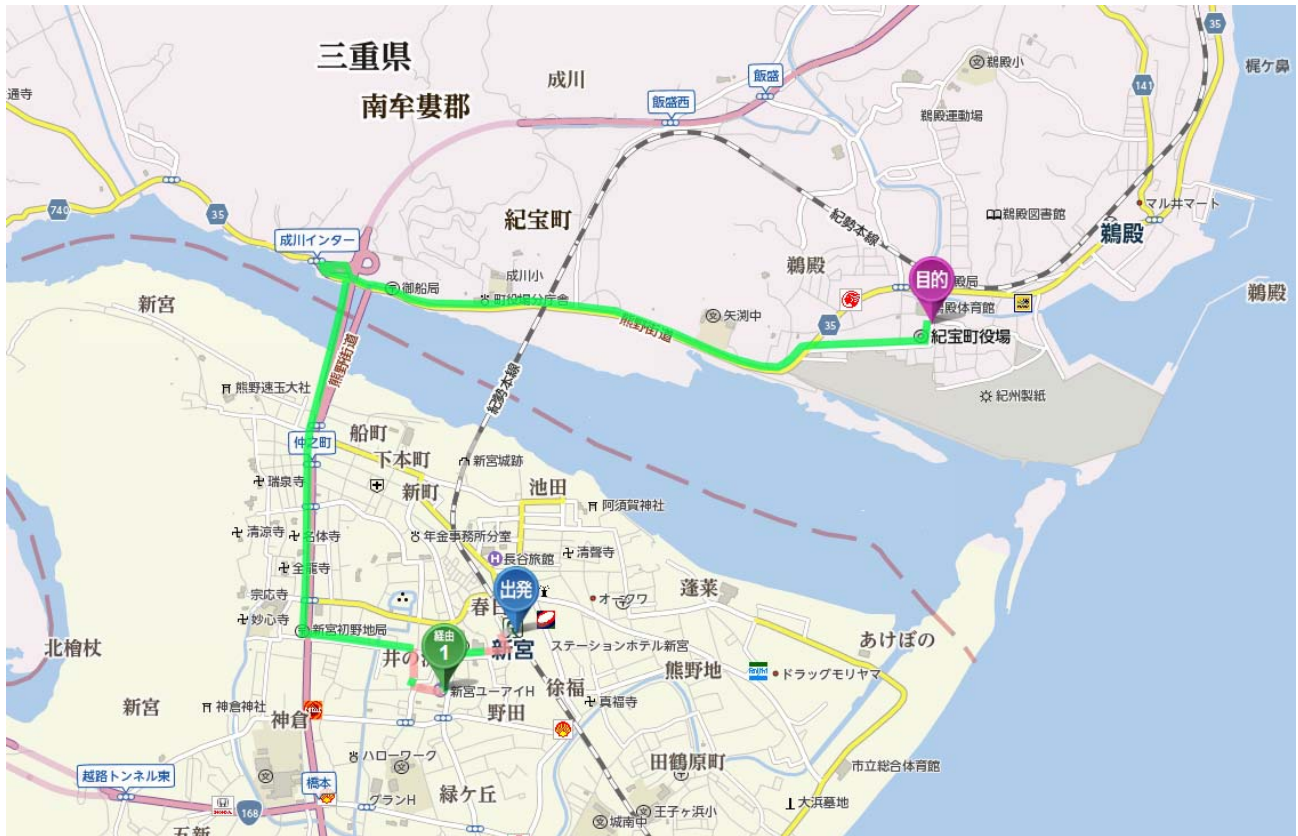 三重県
南牟婁郡
成川
飯盛西
飯盛
鵜殿小
鵜殿運動場
35
141
梶ケ鼻
通寺
740
35
成川インター
紀宝町
紀勢本線
鵜殿図書館
マル井マート
鵜殿
新宮
御船局
成川小
町役場分庁舎
矢渕中
鵜殿
目的
殿局
鵜殿体育館
鵜殿
熊野街道
35
紀宝町役場
紀州製紙
熊野街道
紀勢本線
熊野速玉大社
仲之町
船町
下本町
新町
新宮城跡
池田
阿須賀神社
瑞泉寺
清凉寺
名体寺
全龍寺
年金事務所分室
長谷旅館
清聲寺
宗応寺
妙心寺
新宮初野地局
春日
出発
オークワ
蓬莱
あけぼの
北檜杖
経由
1
新宮
ステーションホテル新宮
新宮ユーアイH
徐福
熊野地
ドラッグモリヤマ
新宮
神倉神社
神倉
野田
真福寺
ハローワーク
田鶴原町
市立総合体育館
越路トンネル東
橋本
グランH
緑ケ丘
王子ヶ浜小
大浜墓地
HONDA
168
五新
城南中